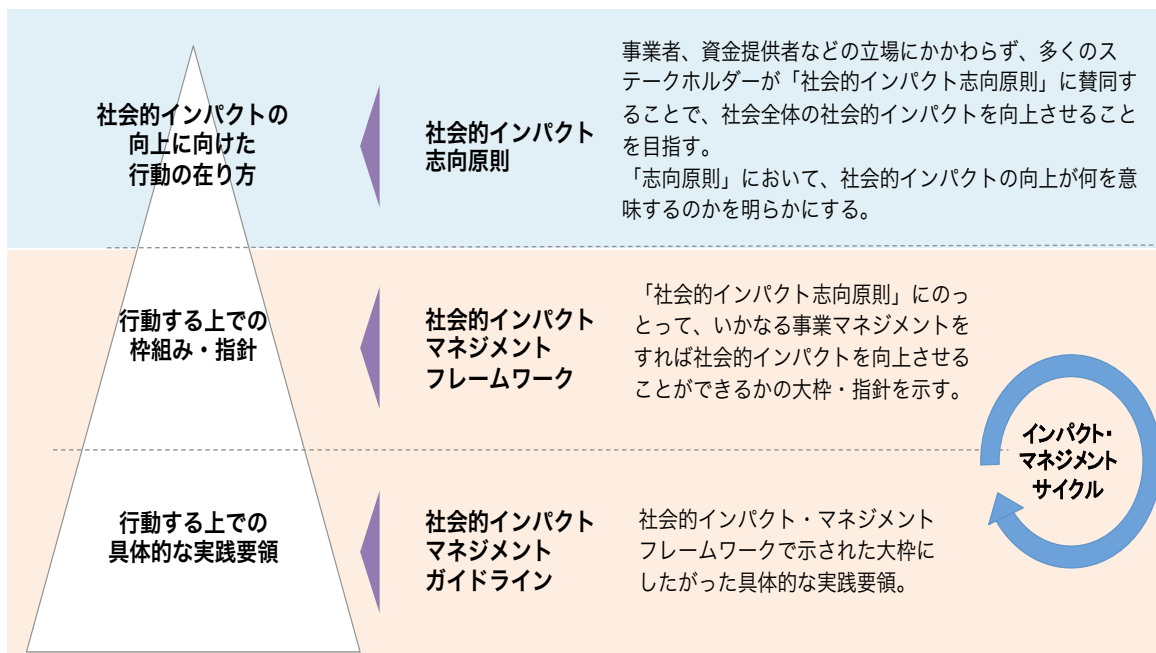 社会的インパクトの
向上に向けた
行動の在り方
社会的インパクト
志向原則
事業者、資金提供者などの立場にかかわらず、多くのス
テークホルダーが「社会的インパクト志向原則」に賛同す
ることで、社会全体の社会的インパクトを向上させること
を目指す。
「志向原則」において、社会的インパクトの向上が何を意
味するのかを明らかにする。
行動する上での
枠組み・指針
社会的インパクト
マネジメント
フレームワーク
「社会的インパクト志向原則」にのっ
とって、いかなる事業マネジメントを
すれば社会的インパクトを向上させる
ことができるかの大枠・指針を示す。
インパクト・
マネジメント
サイクル
行動する上での
具体的な実践要領
社会的インパクト
マネジメント
ガイドライン
社会的インパクト・マネジメント
フレームワークで示された大枠に
したがった具体的な実践要領。